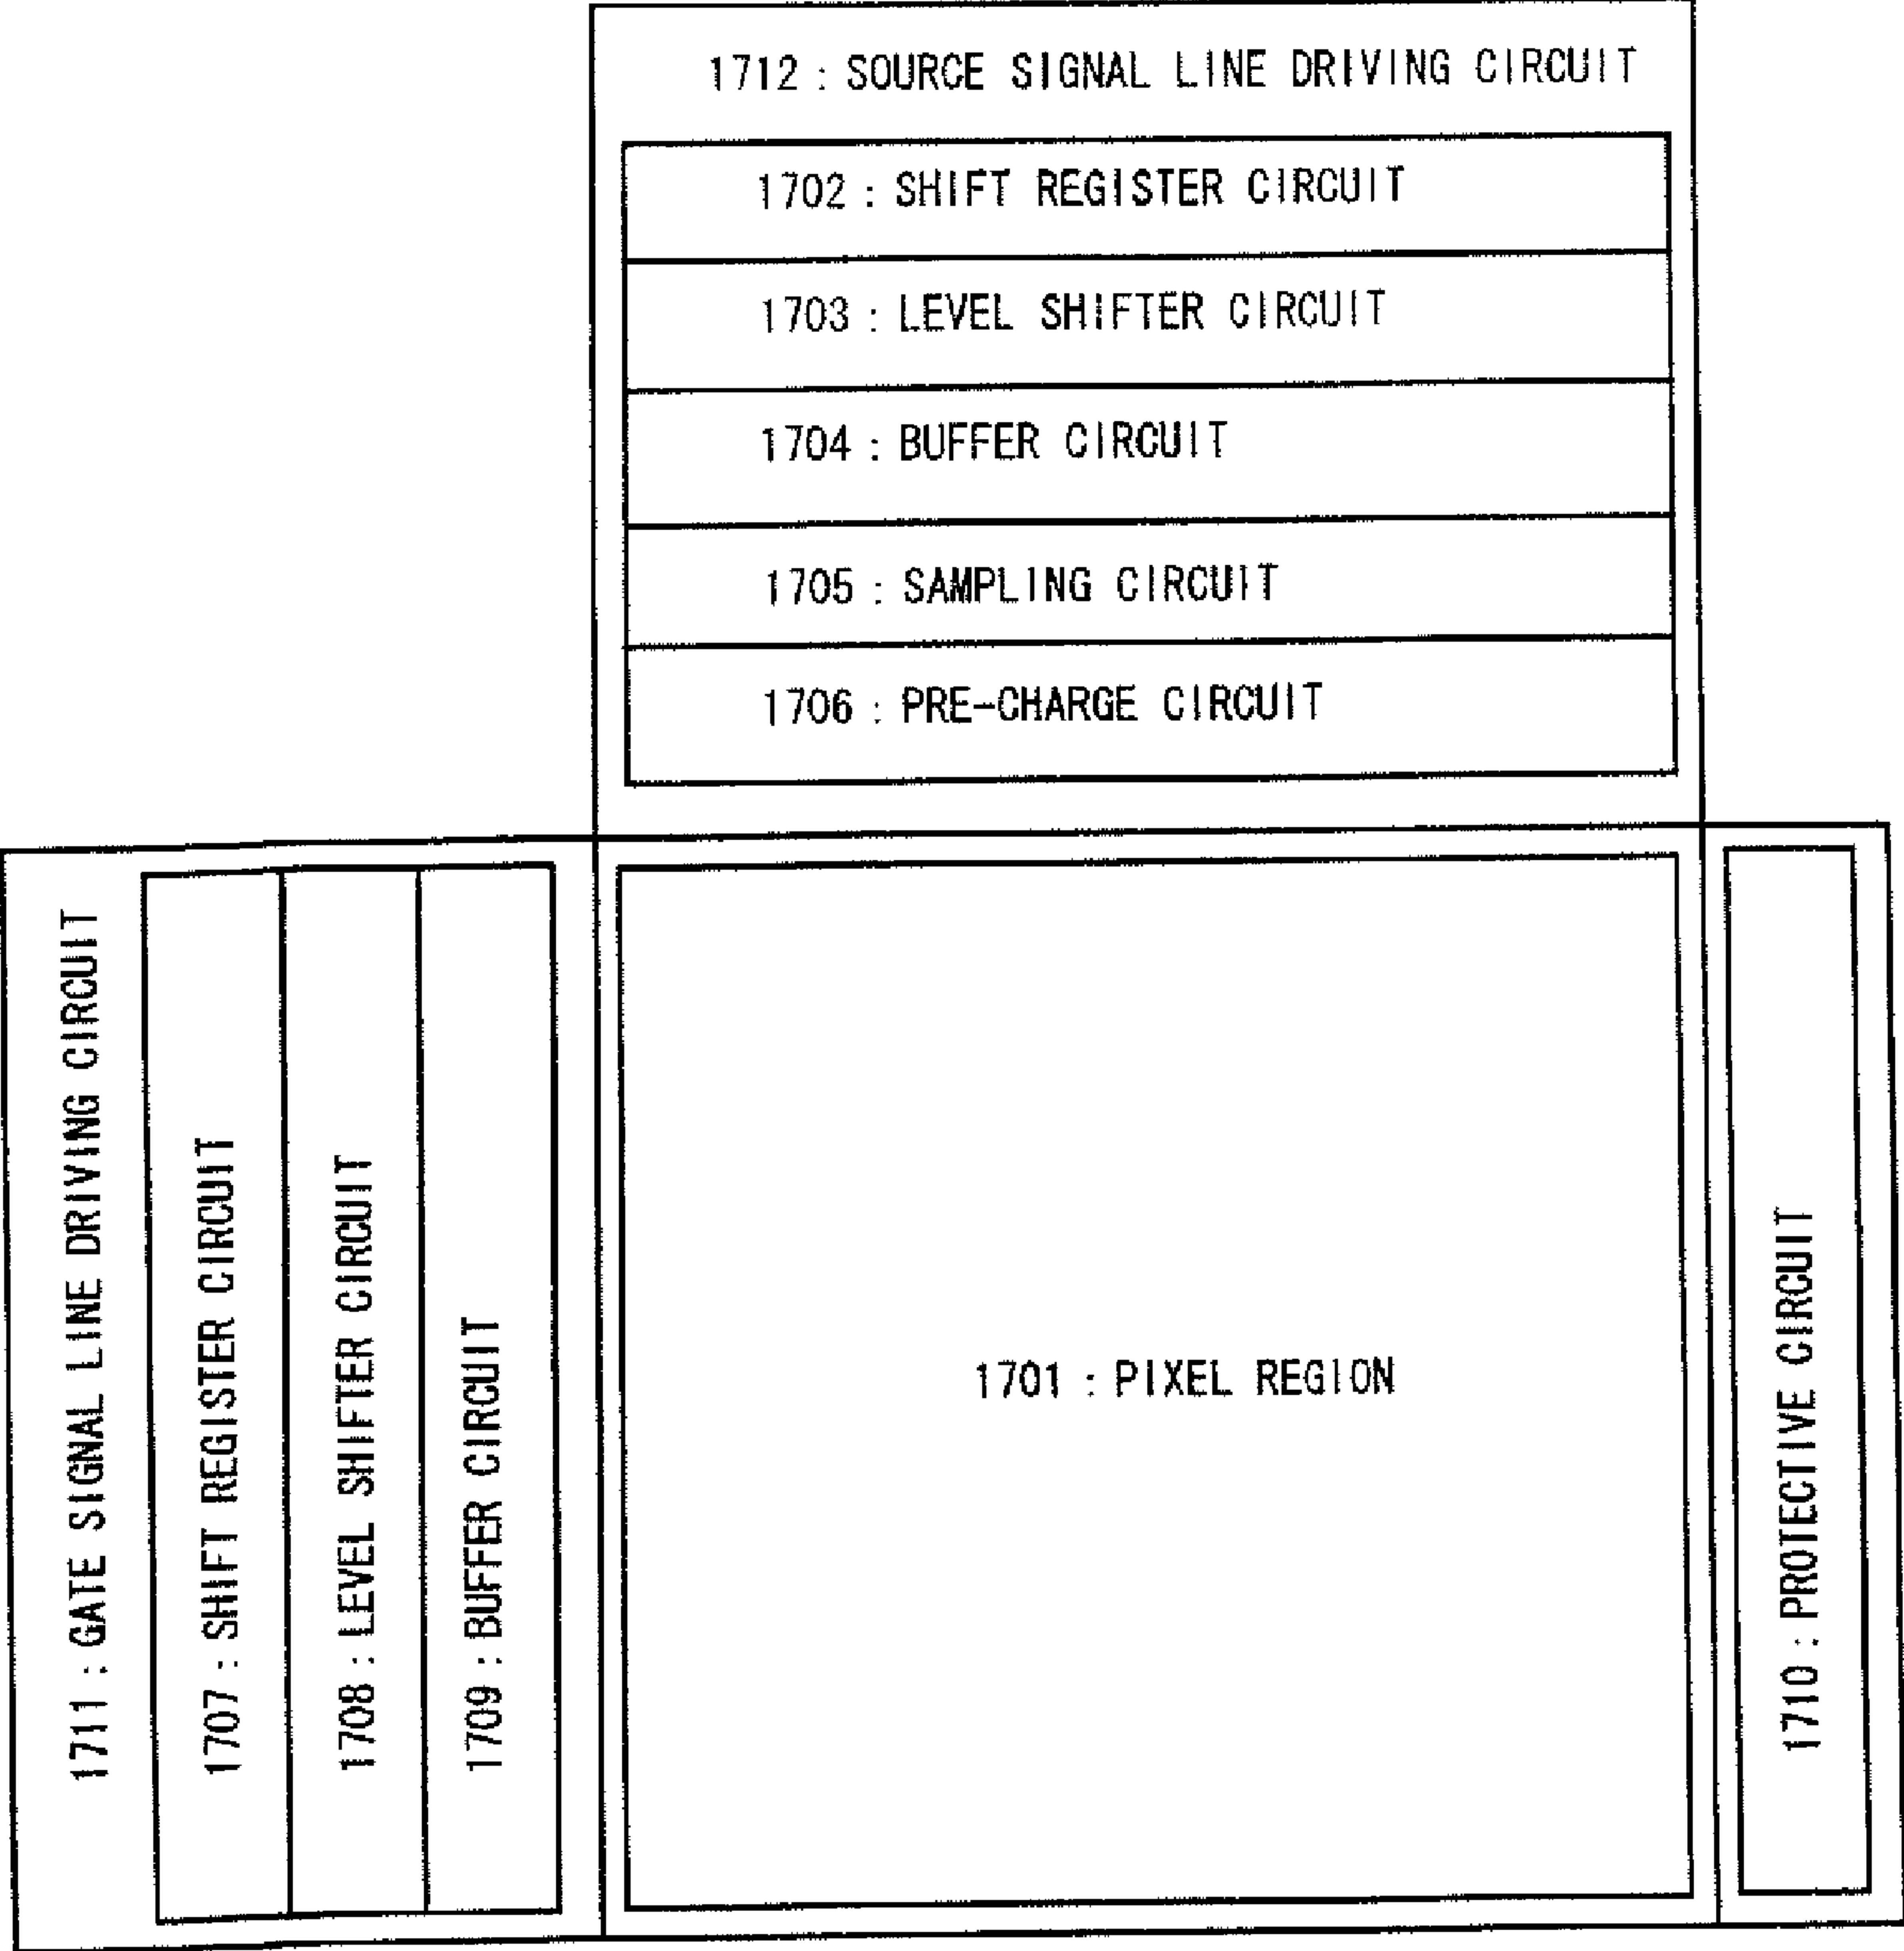 1712 : SOURCE SIGNAL LINE DRIVING CIRCUIT
1702 : SHIFT REGISTER CIRCUIT
1703 : LEVEL SHIFTER CIRCUIT
1704 : BUFFER CIRCUIT
1705 : SAMPLING CIRCUIT
1706 : PRE-CHARGE CIRCUIT
1711 : GATE SIGNAL LINE DRIVING CIRCUIT
1707 : SHIFT REGISTER CIRCUIT
1708 : LEVEL SHIFTER CIRCUIT
1709 : BUFFER CIRCUIT
1701 : PIXEL REGION
1710 : PROTECTIVE CIRCUIT